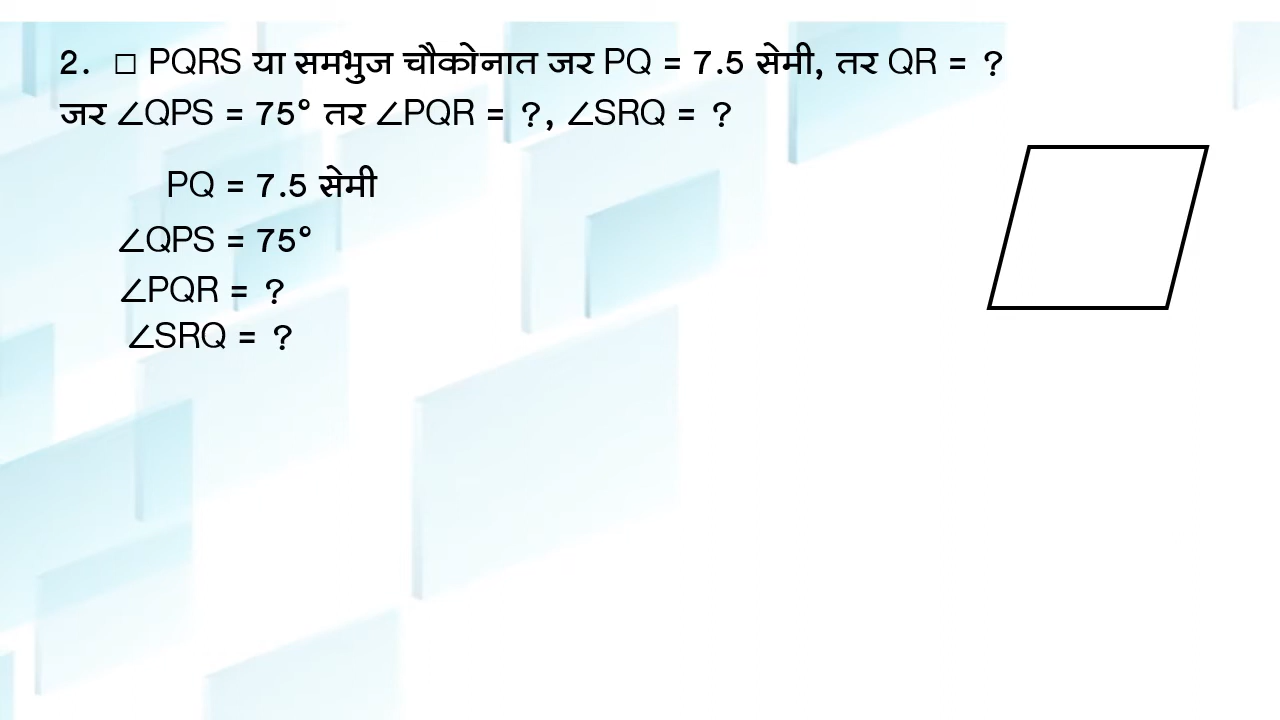 2. □ PQRS या समभुज चौकोनात जर PQ = 7.5 सेमी, तर QR = ?
जर ∠QPS = 75° तर ∠PQR = ?, ∠SRQ = ?
PQ = 7.5 सेमी
∠QPS = 75°
∠PQR = ?
∠SRQ = ?